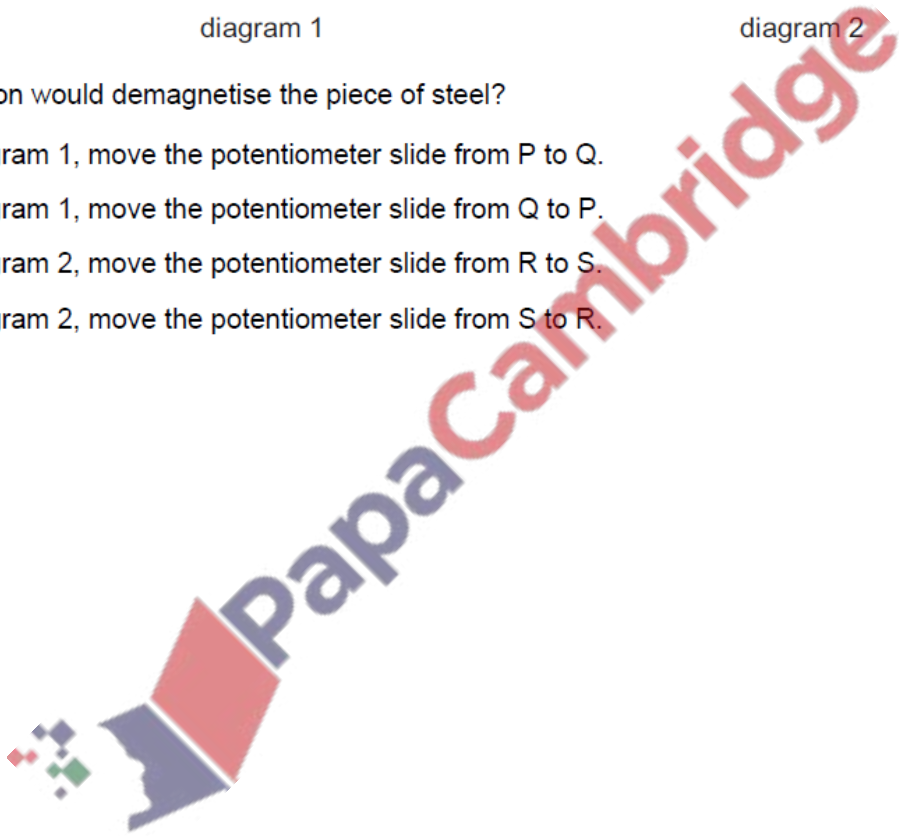 diagram 1 diagram 2
on would demagnetise the piece of steel?
ram 1, move the potentiometer slide from P to Q.
ram 1, move the potentiometer slide from Q to P.
ram 2, move the potentiometer slide from R to S.
ram 2, move the potentiometer slide from S to R.
PapaCambridge